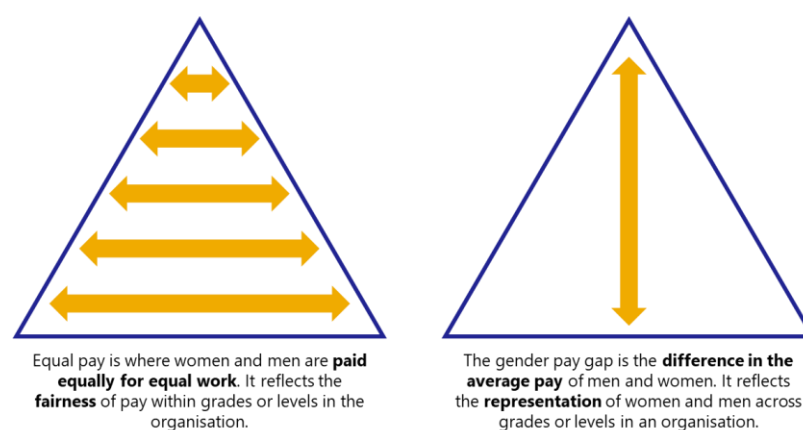 Equal pay is where women and men are paid
equally for equal work. It reflects the
fairness of pay within grades or levels in the
organisation.
The gender pay gap is the difference in the
average pay of men and women. It reflects
the representation of women and men across
grades or levels in an organisation.